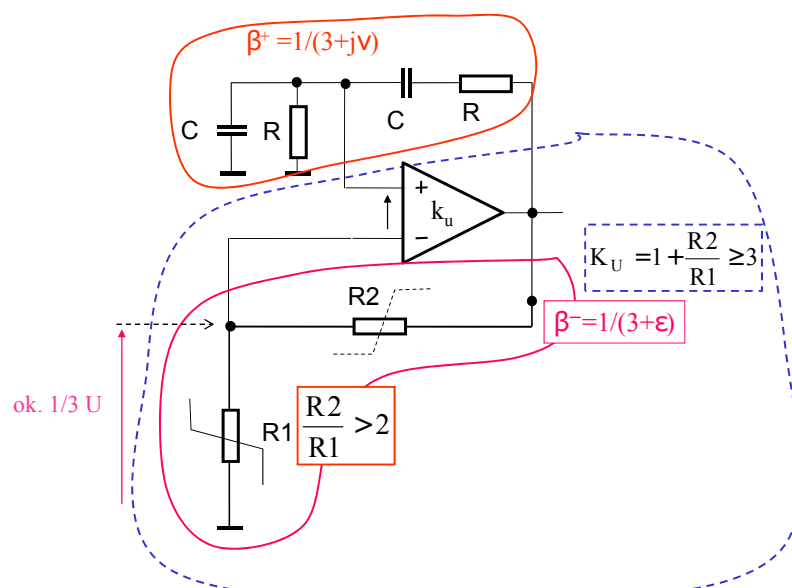 β⁺ =1/(3+jν)
C
R
C
R
+
k_u
−
K_U = 1 + R2/R1 ≥ 3
R2
β⁻=1/(3+ε)
ok. 1/3 U
R1
R2/R1 > 2